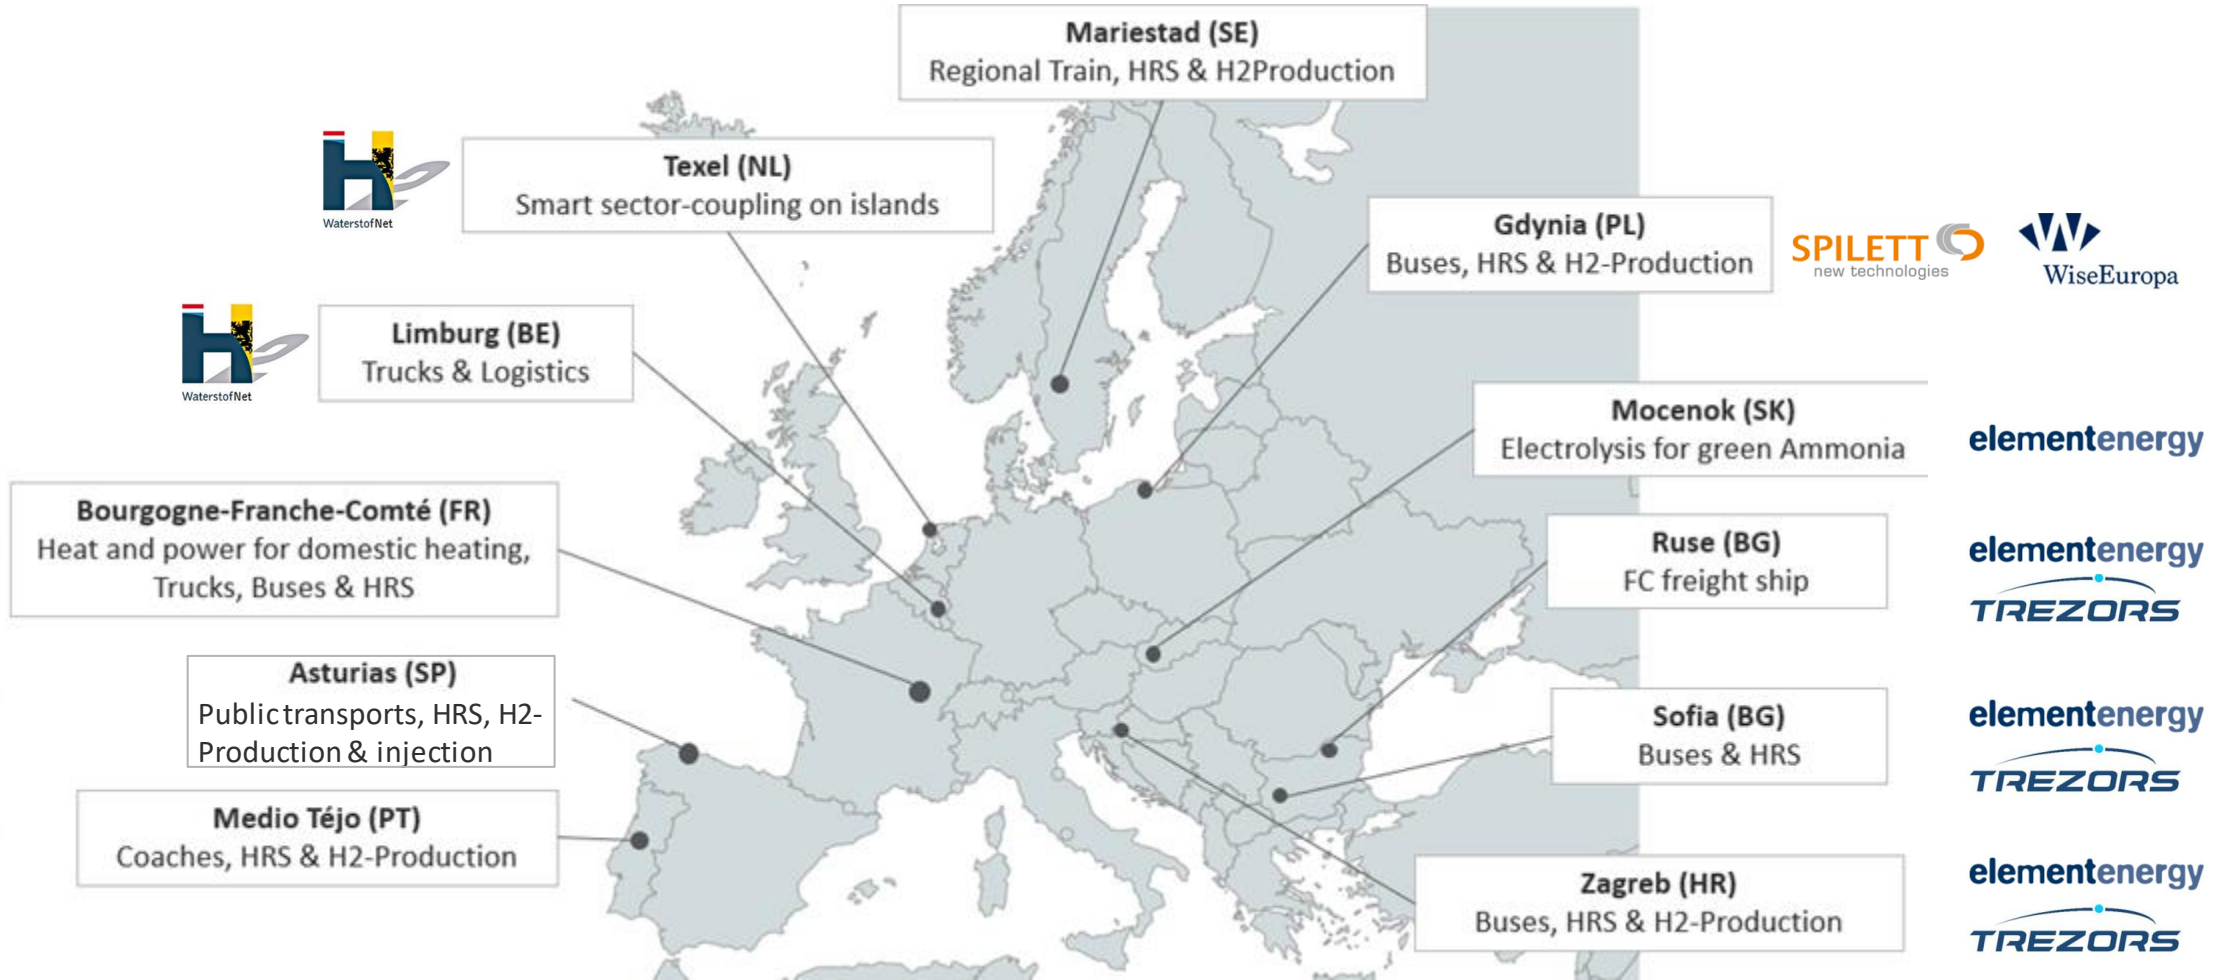 Mariestad (SE)
Regional Train, HRS & H2Production
WaterstofNet
Texel (NL)
Smart sector-coupling on islands
Gdynia (PL)
Buses, HRS & H2-Production
SPILETT
new technologies
WiseEuropa
WaterstofNet
Limburg (BE)
Trucks & Logistics
Mocenok (SK)
Electrolysis for green Ammonia
elementenergy
Bourgogne-Franche-Comté (FR)
Heat and power for domestic heating,
Trucks, Buses & HRS
Ruse (BG)
FC freight ship
elementenergy
TREZORS
Asturias (SP)
Public transports, HRS, H2-
Production & injection
Sofia (BG)
Buses & HRS
elementenergy
TREZORS
Medio Téjo (PT)
Coaches, HRS & H2-Production
Zagreb (HR)
Buses, HRS & H2-Production
elementenergy
TREZORS